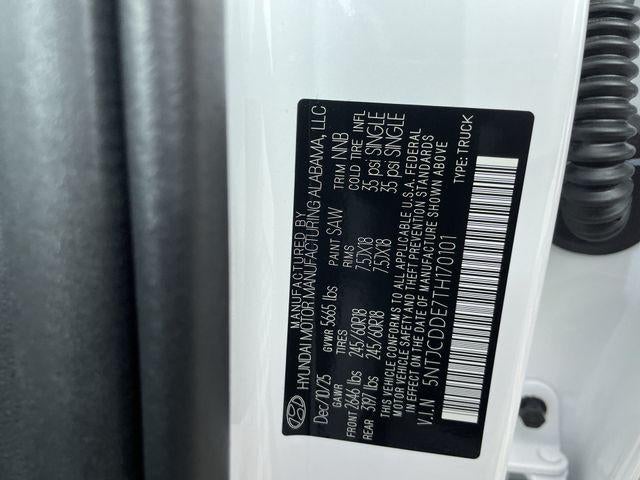 MANUFACTURED BY
HYUNDAI MOTOR MANUFACTURING ALABAMA, LLC
Dec/10/25 GVWR 5665 lbs PAINT SAW TRIM NNB
GAWR TIRES RIMS COLD TIRE INFL
FRONT 2646 lbs 245/60R18 7.5JX18 35 psi SINGLE
REAR 3197 lbs 245/60R18 7.5JX18 35 psi SINGLE
THIS VEHICLE CONFORMS TO ALL APPLICABLE U.S.A. FEDERAL
MOTOR VEHICLE SAFETY AND THEFT PREVENTION STANDARDS
IN EFFECT ON THE DATE OF MANUFACTURE SHOWN ABOVE
V.I.N 5NTJCDDE7TH170101 TYPE: TRUCK